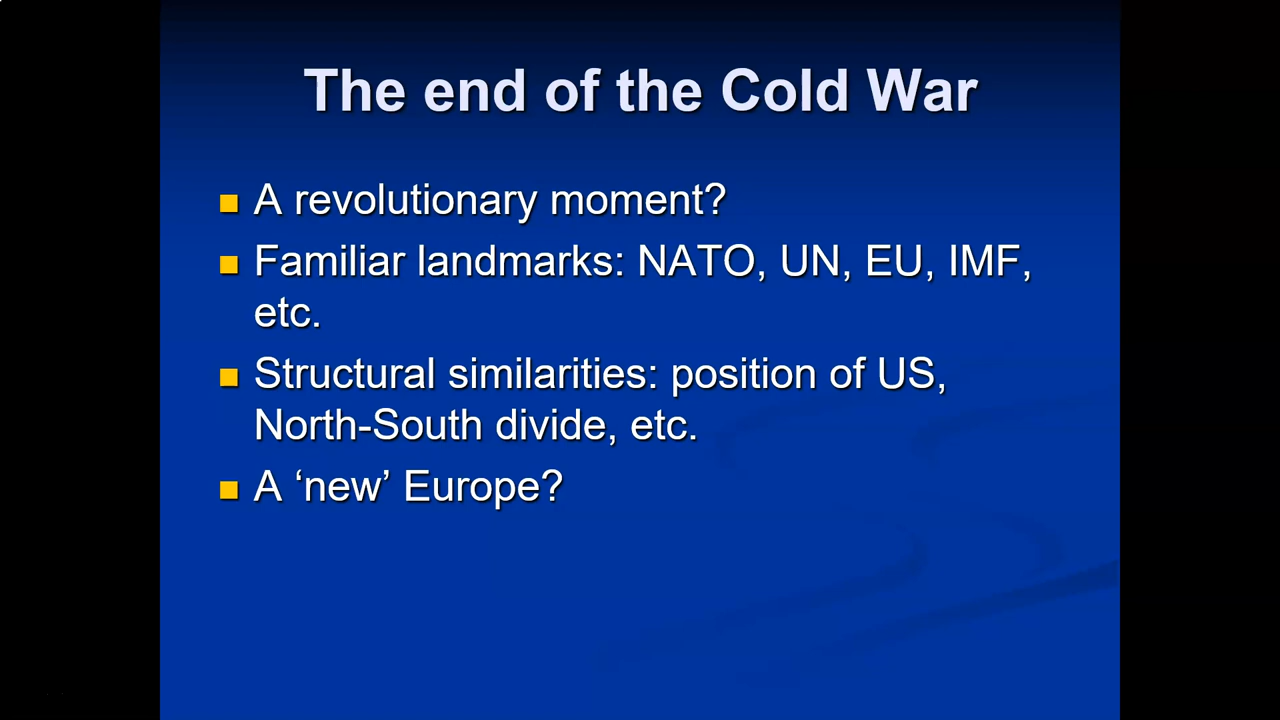 The end of the Cold War
A revolutionary moment?
Familiar landmarks: NATO, UN, EU, IMF,
etc.
Structural similarities: position of US,
North-South divide, etc.
A ‘new’ Europe?